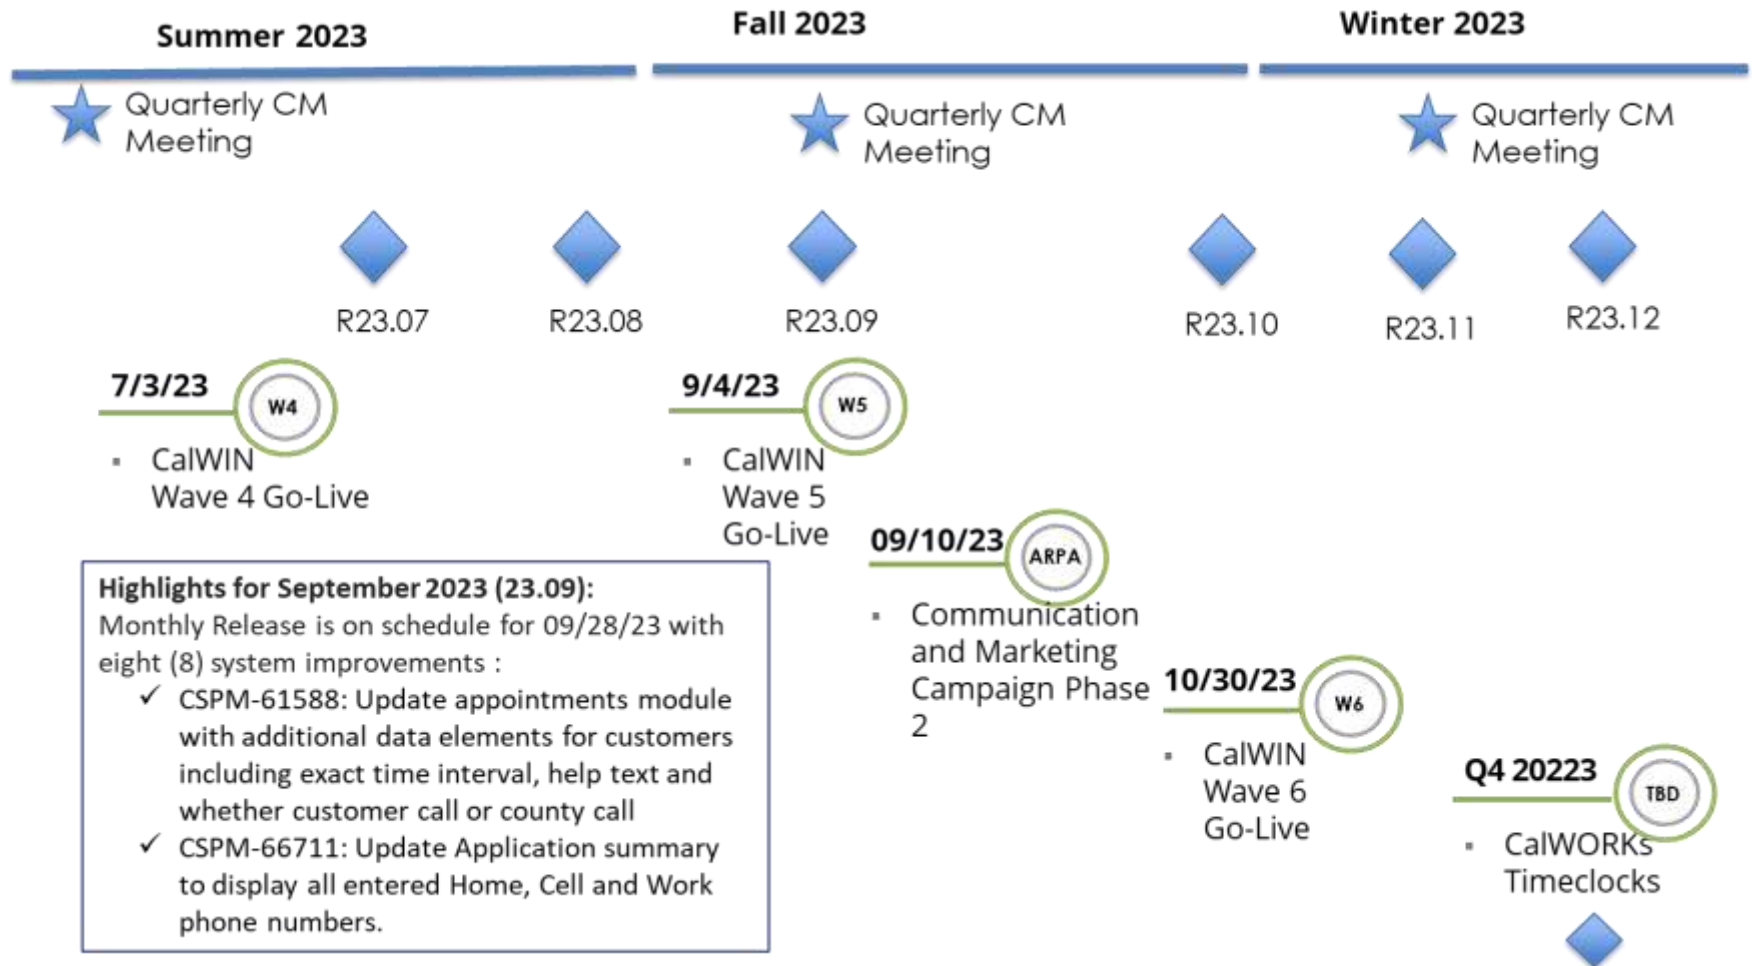 Summer 2023
Fall 2023
Winter 2023
Quarterly CM
Meeting
Quarterly CM
Meeting
Quarterly CM
Meeting
R23.07
R23.08
R23.09
R23.10
R23.11
R23.12
7/3/23
W4
▪ CalWIN
Wave 4 Go-Live
9/4/23
W5
▪ CalWIN
Wave 5
Go-Live
09/10/23
ARPA
▪ Communication
and Marketing
Campaign Phase
2
10/30/23
W6
▪ CalWIN
Wave 6
Go-Live
Q4 20223
TBD
▪ CalWORKs
Timeclocks
Highlights for September 2023 (23.09):
Monthly Release is on schedule for 09/28/23 with
eight (8) system improvements :
✓ CSPM-61588: Update appointments module
with additional data elements for customers
including exact time interval, help text and
whether customer call or county call
✓ CSPM-66711: Update Application summary
to display all entered Home, Cell and Work
phone numbers.